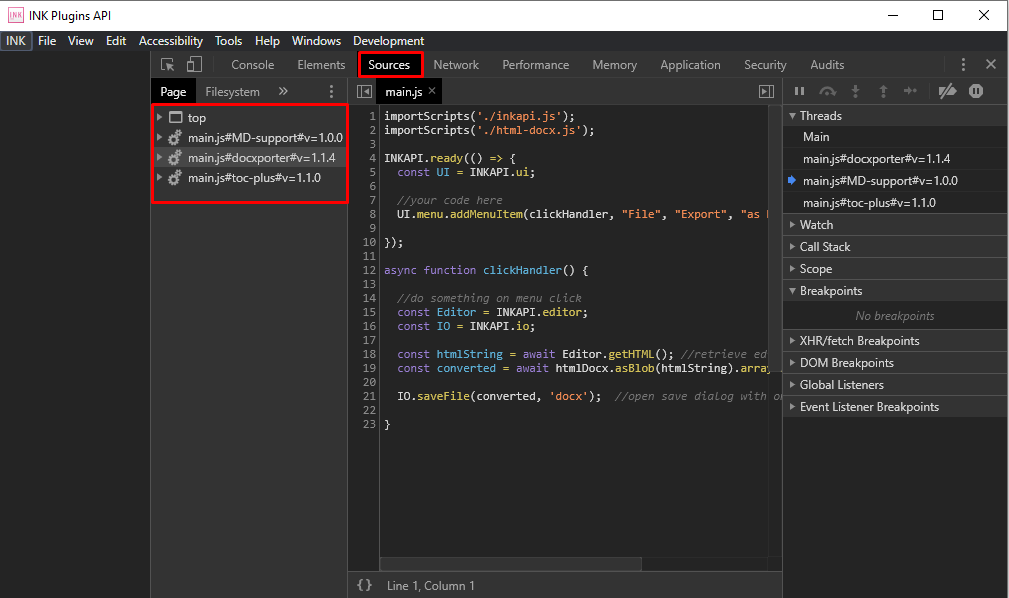 INK INK Plugins API
INK File View Edit Accessibility Tools Help Windows Development
Console Elements Sources Network Performance Memory Application Security Audits
Page Filesystem »
top
main.js#MD-support#v=1.0.0
main.js#docxporter#v=1.1.4
main.js#toc-plus#v=1.1.0
main.js ×
1 importScripts('./inkapi.js');
2 importScripts('./html-docx.js');
3
4 INKAPI.ready(() => {
5 const UI = INKAPI.ui;
6
7 //your code here
8 UI.menu.addMenuItem(clickHandler, "File", "Export", "as
9
10 });
11
12 async function clickHandler() {
13
14 //do something on menu click
15 const Editor = INKAPI.editor;
16 const IO = INKAPI.io;
17
18 const htmlString = await Editor.getHTML(); //retrieve ed
19 const converted = await htmlDocx.asBlob(htmlString).arra
20
21 IO.saveFile(converted, 'docx'); //open save dialog with
22
23 }
{} Line 1, Column 1
Threads
Main
main.js#docxporter#v=1.1.4
main.js#MD-support#v=1.0.0
main.js#toc-plus#v=1.1.0
Watch
Call Stack
Scope
Breakpoints
No breakpoints
XHR/fetch Breakpoints
DOM Breakpoints
Global Listeners
Event Listener Breakpoints